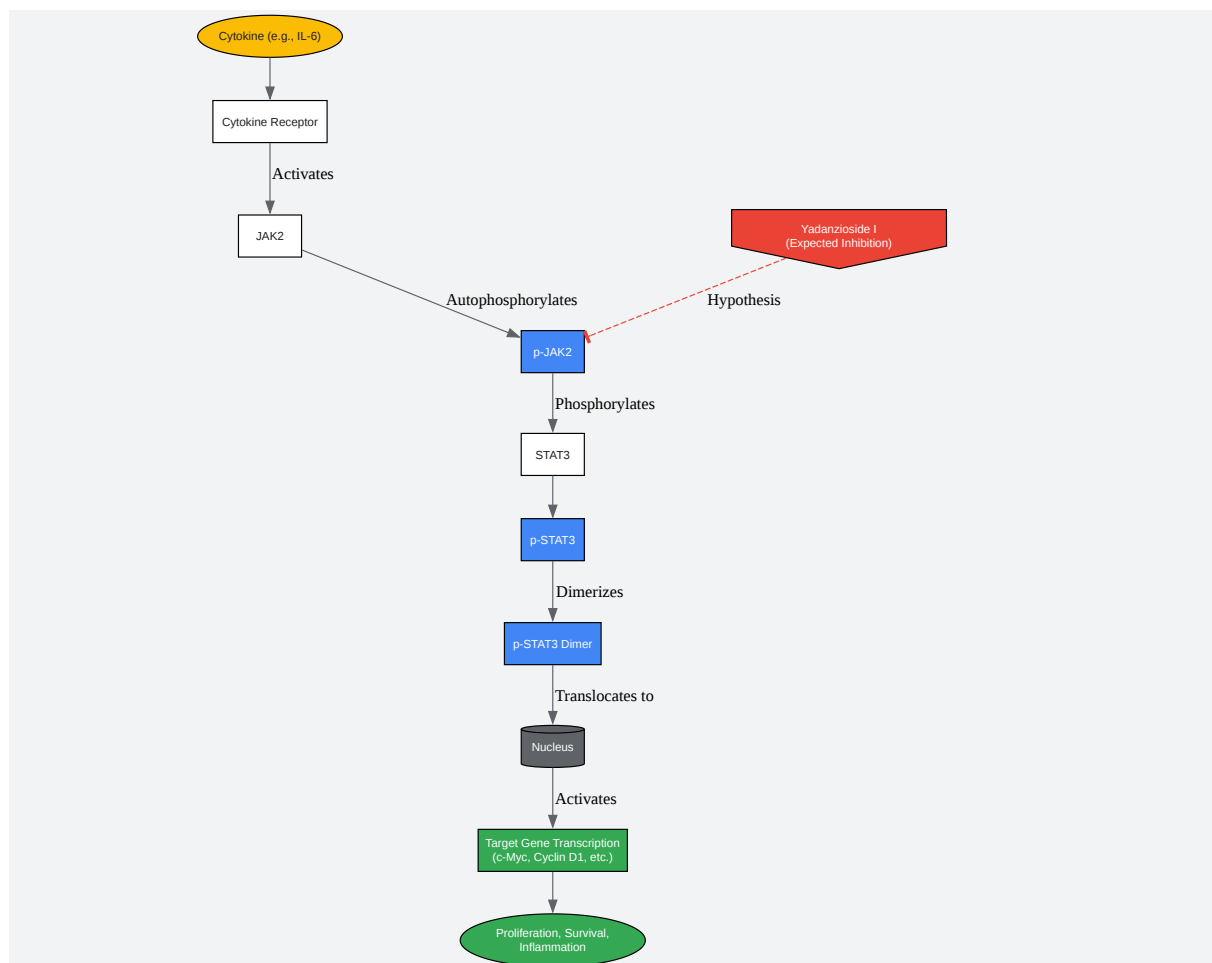 Cytokine (e.g., IL-6)
Cytokine Receptor
Activates
JAK2
Yadanzioside I
(Expected Inhibition)
Autophosphorylates
Hypothesis
p-JAK2
Phosphorylates
STAT3
p-STAT3
Dimerizes
p-STAT3 Dimer
Translocates to
Nucleus
Activates
Target Gene Transcription
(c-Myc, Cyclin D1, etc.)
Proliferation, Survival,
Inflammation